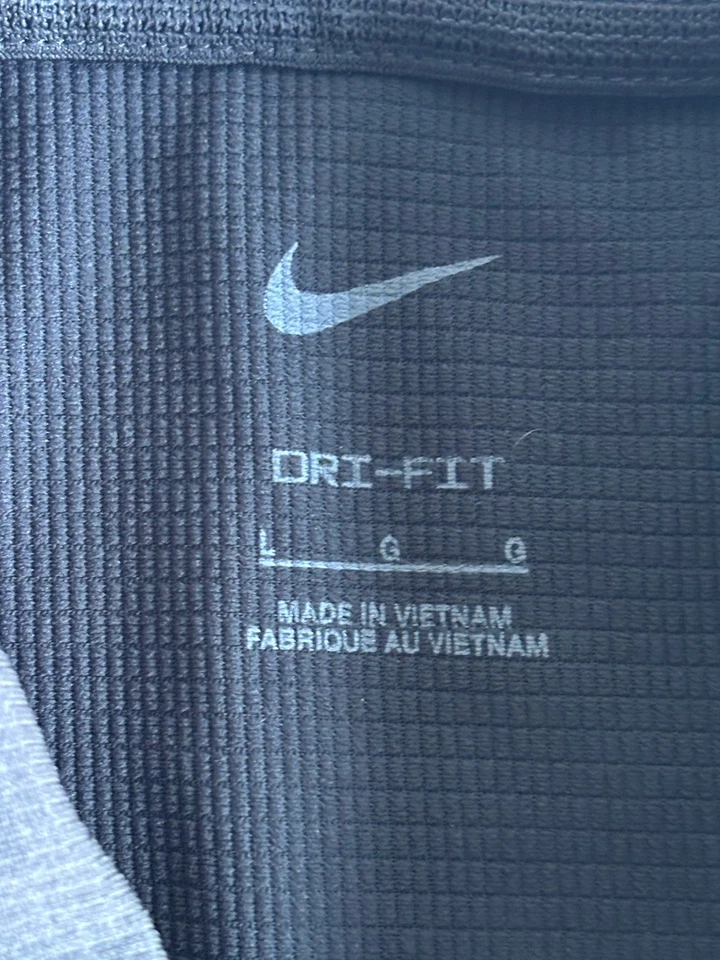 DRI-FIT
L G G
MADE IN VIETNAM
FABRIQUE AU VIETNAM